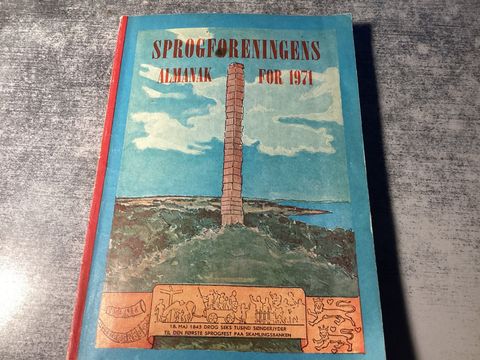 SPROGFORENINGENS
ALMANAK FOR 1971
18. MAJ 1843 DROG SEKS TUSIND SØNDERJYDER
TIL DEN FØRSTE SPROGFEST PAA SKAMLINGSBANKEN